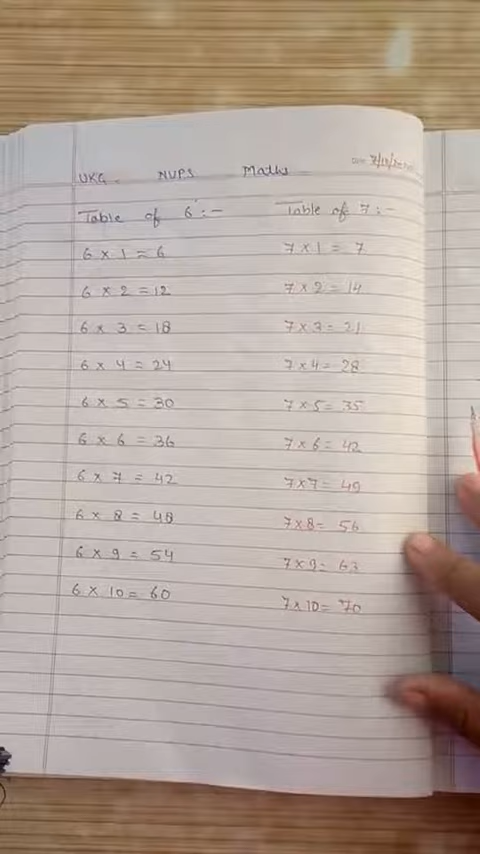 UKG. NVPS Maths
Table of 6:- Table of 7:-
6 × 1 = 6 7 × 1 = 7
6 × 2 = 12 7 × 2 = 14
6 × 3 = 18 7 × 3 = 21
6 × 4 = 24 7 × 4 = 28
6 × 5 = 30 7 × 5 = 35
6 × 6 = 36 7 × 6 = 42
6 × 7 = 42 7 × 7 = 49
6 × 8 = 48 7 × 8 = 56
6 × 9 = 54 7 × 9 = 63
6 × 10 = 60 7 × 10 = 70